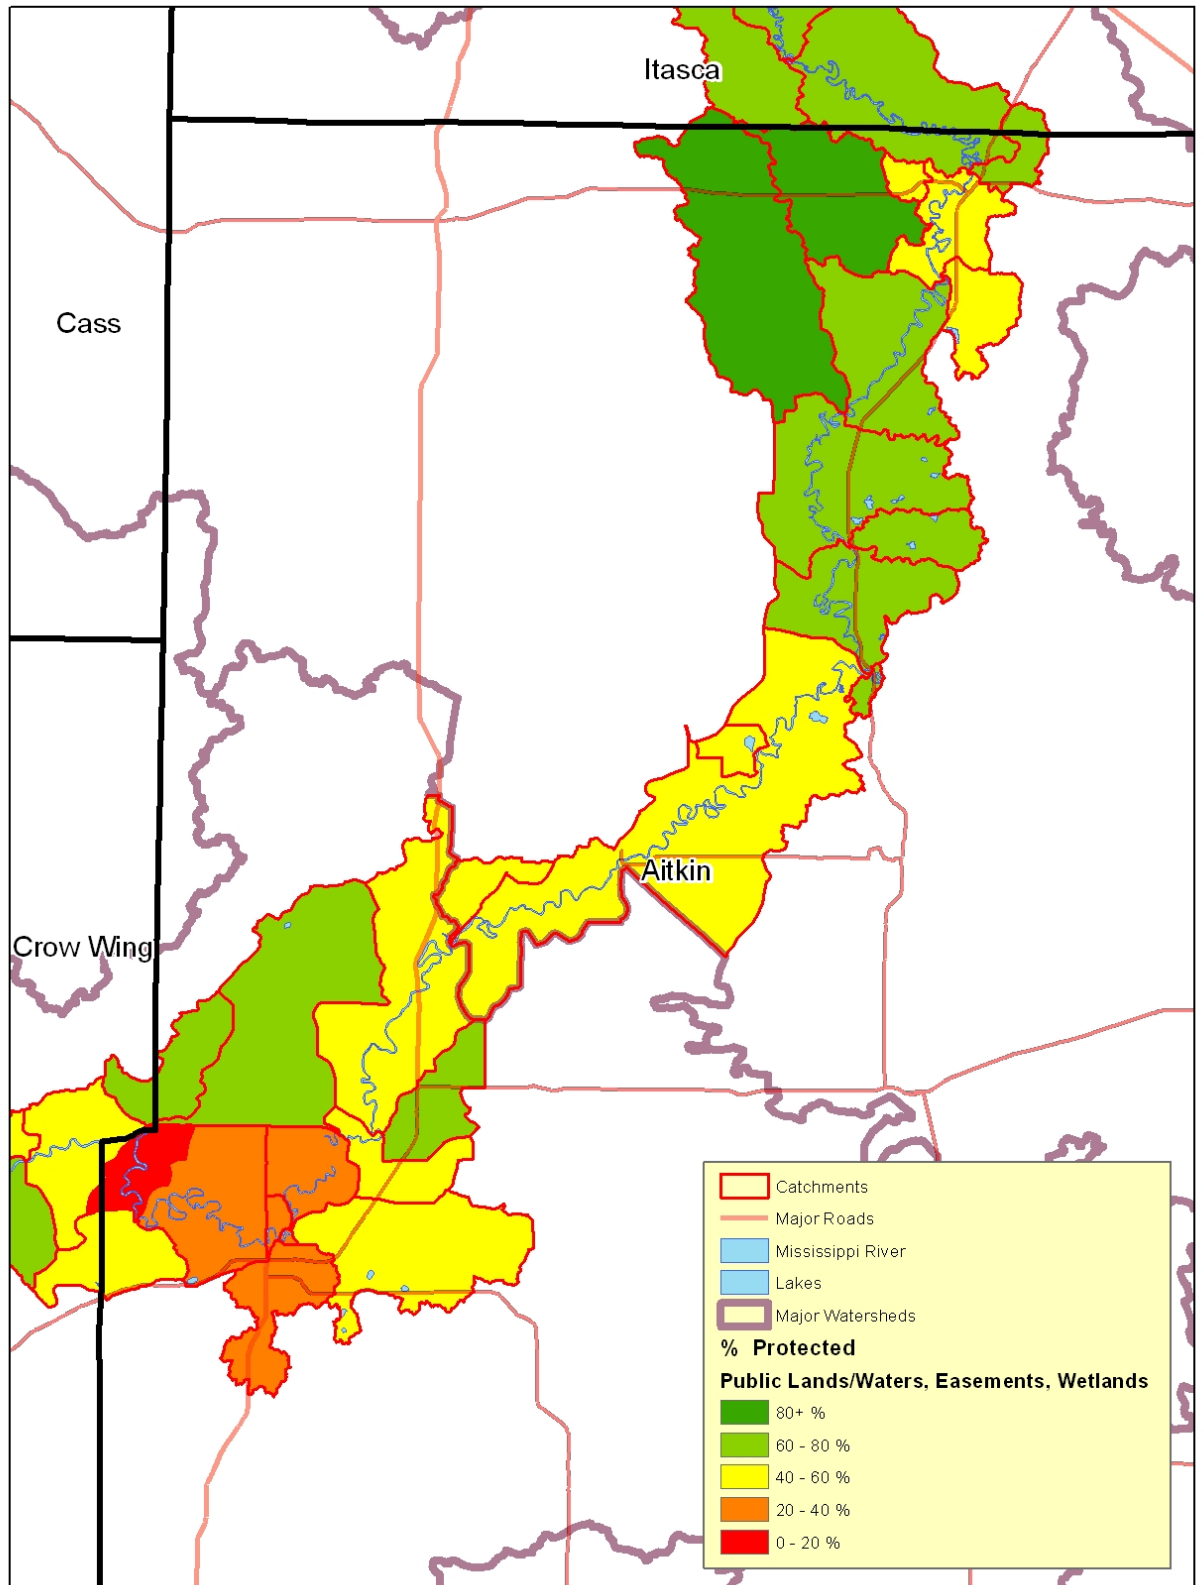 Itasca
Cass
Aitkin
Crow Wing
Catchments
Major Roads
Mississippi River
Lakes
Major Watersheds
% Protected
Public Lands/Waters, Easements, Wetlands
80+ %
60 - 80 %
40 - 60 %
20 - 40 %
0 - 20 %